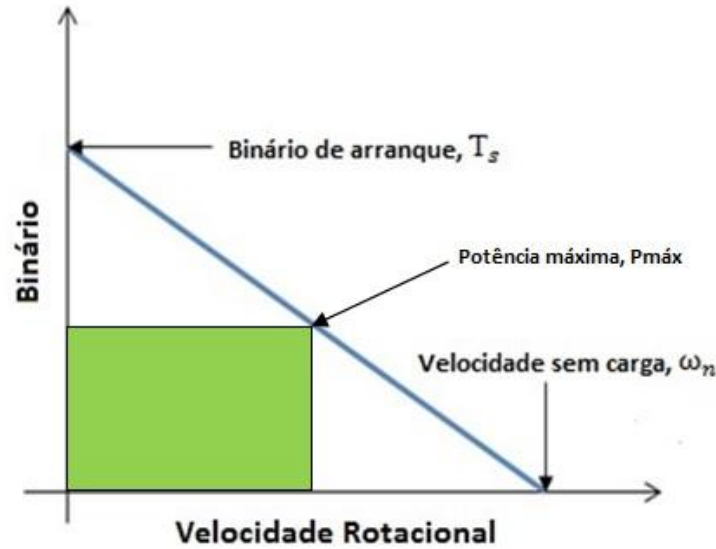 Binário de arranque, Tₛ
Potência máxima, Pmáx
Binário
Velocidade sem carga, ωₙ
Velocidade Rotacional